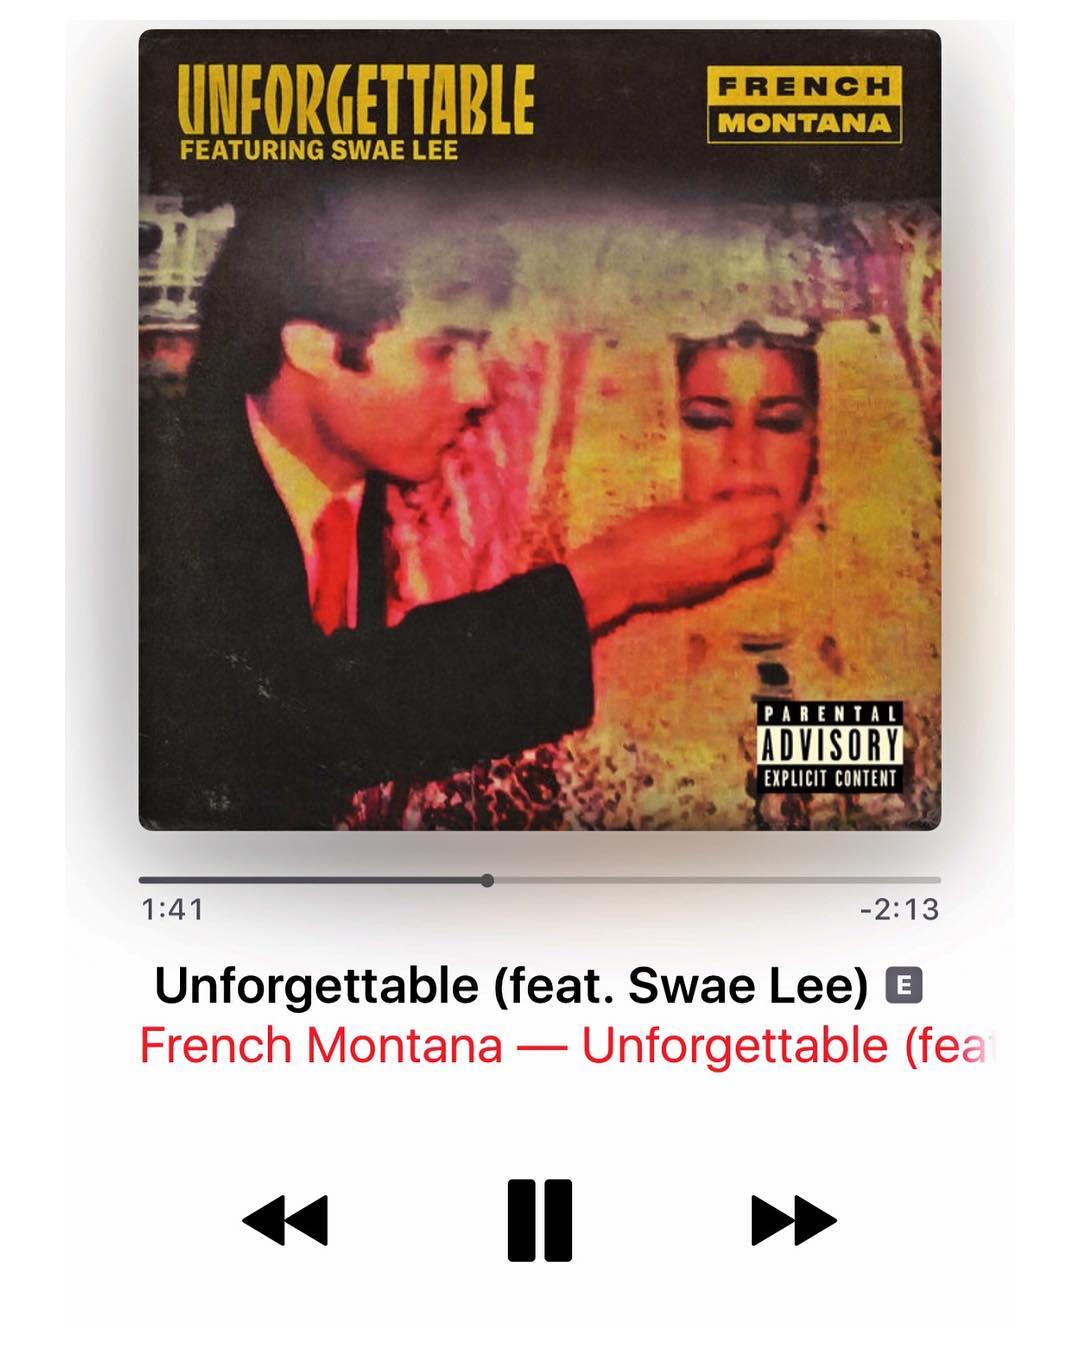 UNFORGETTABLE
FEATURING SWAE LEE
FRENCH
MONTANA
PARENTAL
ADVISORY
EXPLICIT CONTENT
1:41
-2:13
Unforgettable (feat. Swae Lee) E
French Montana — Unforgettable (feat